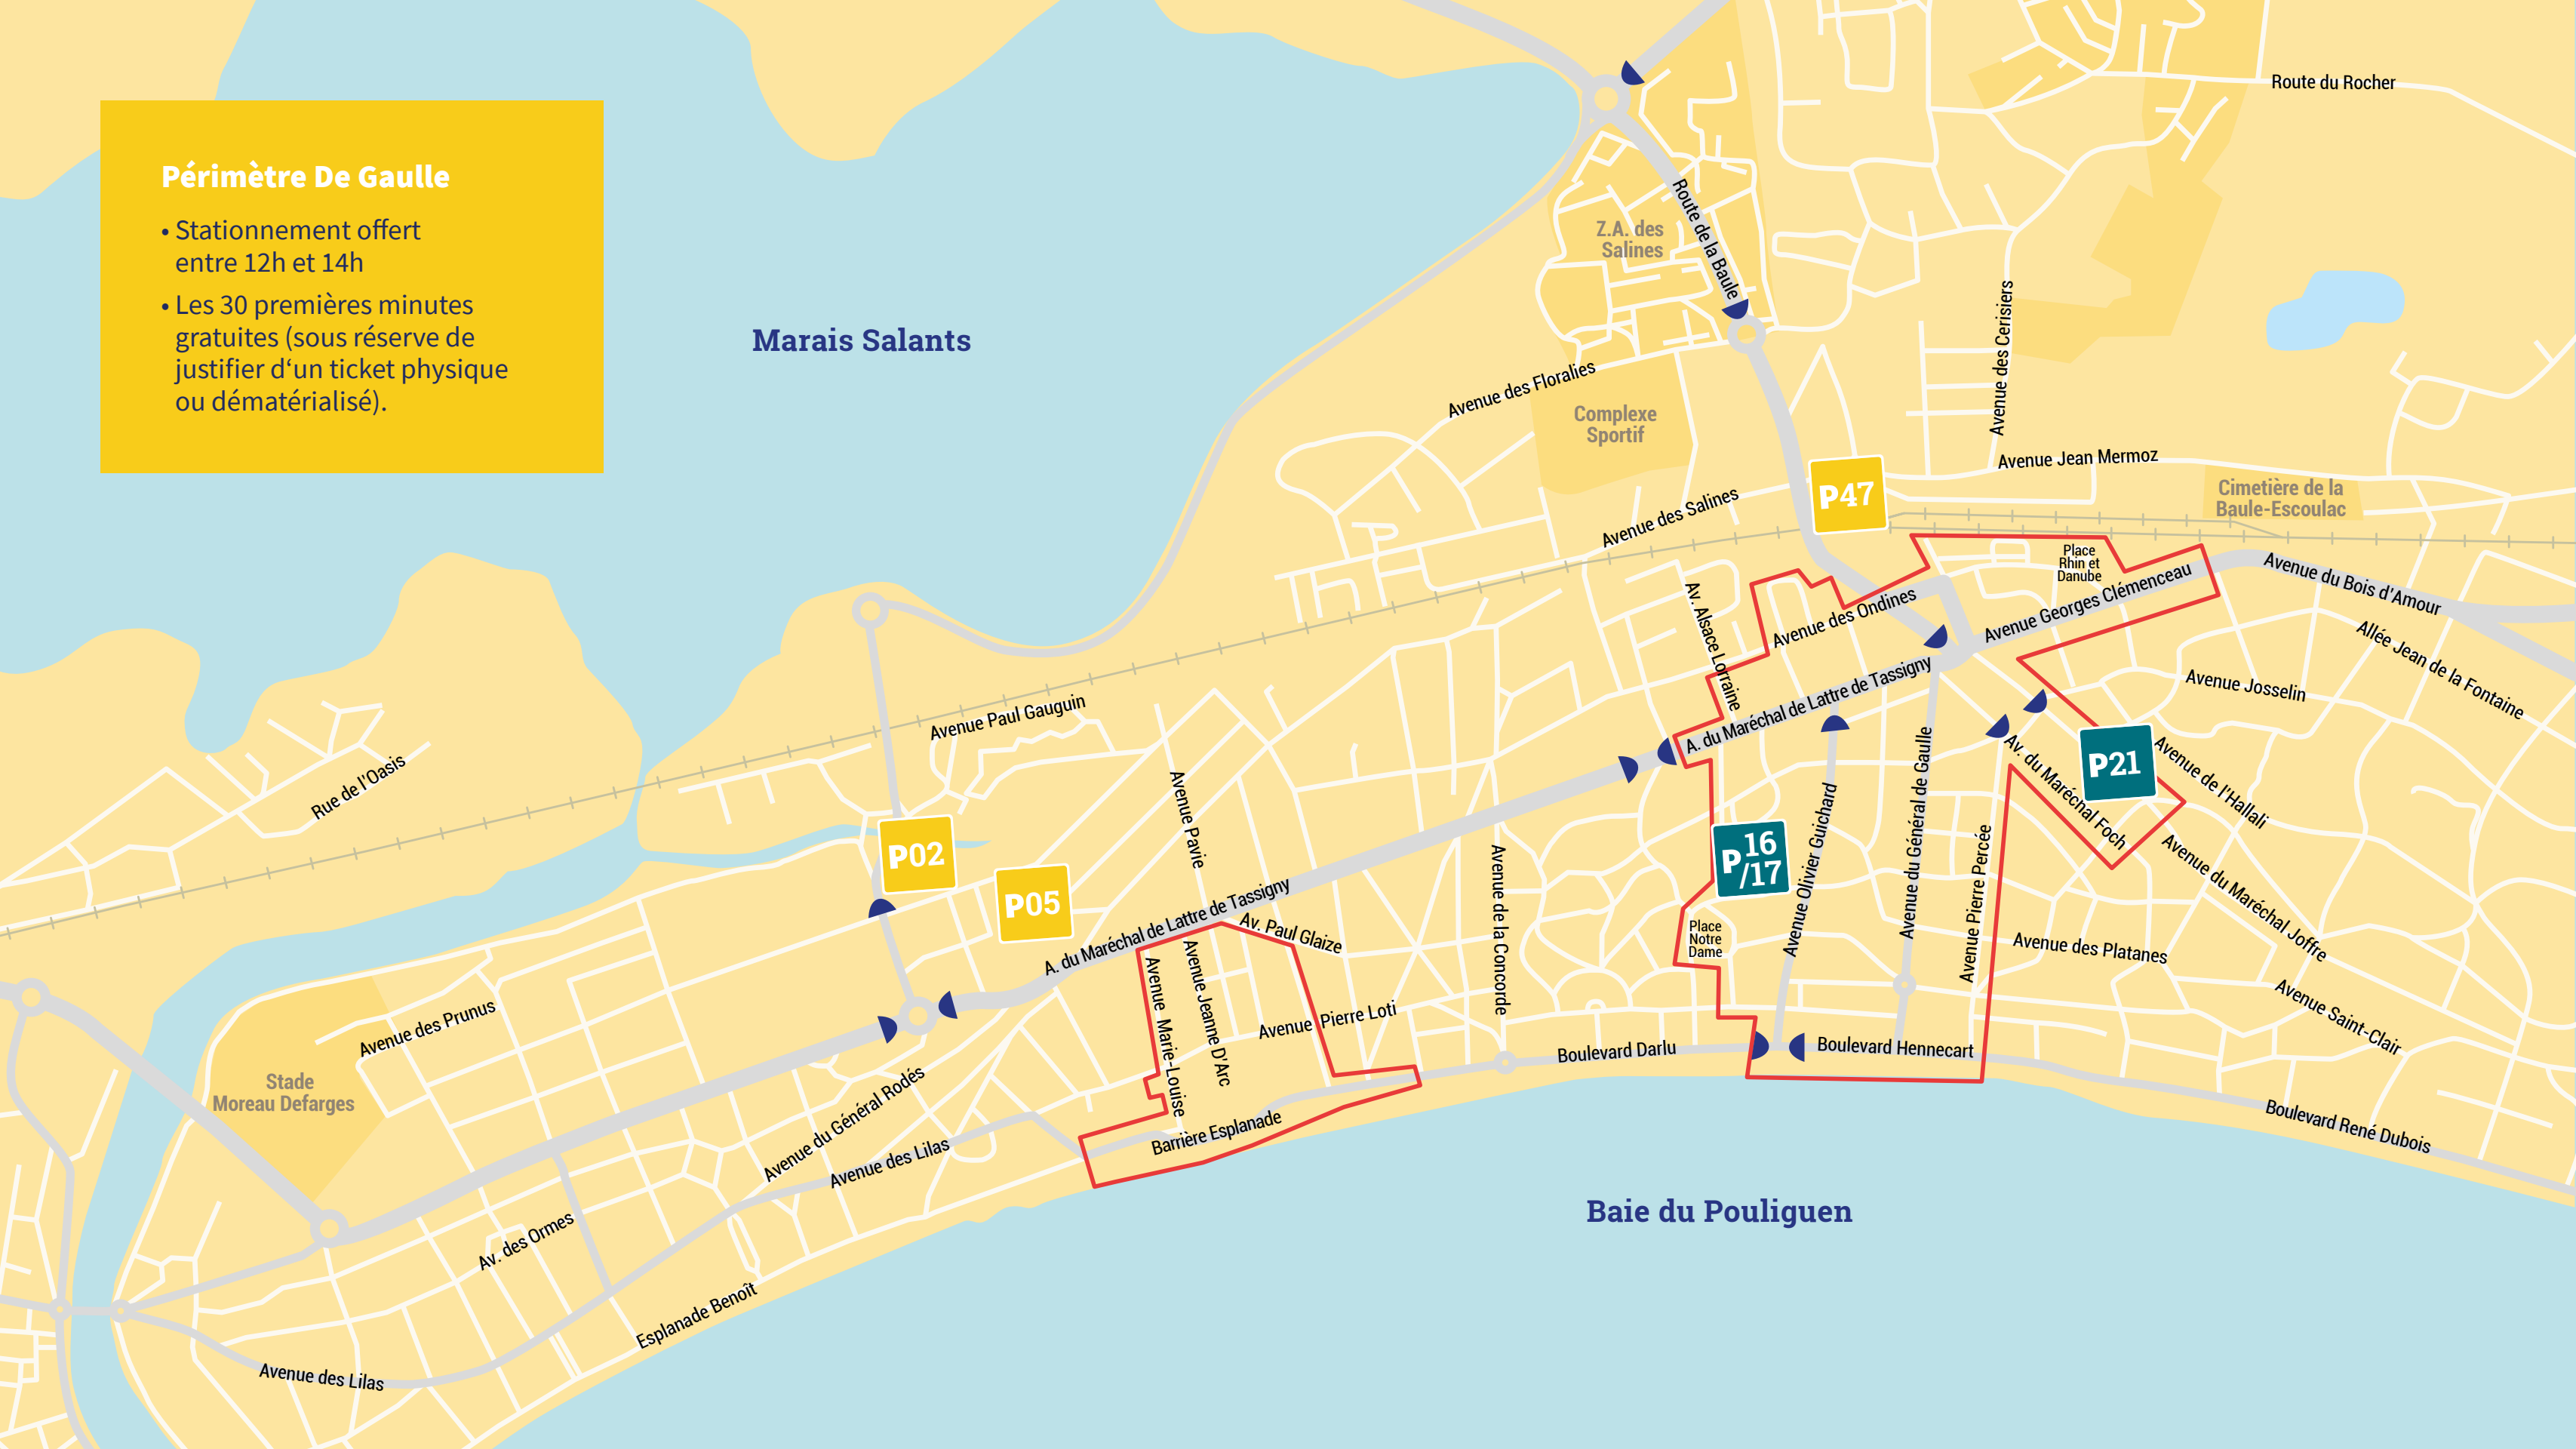 Périmètre De Gaulle
• Stationnement offert
entre 12h et 14h
• Les 30 premières minutes
gratuites (sous réserve de
justifier d‘un ticket physique
ou dématérialisé).
Route du Rocher
Route de la Baule
Z.A. des
Salines
Marais Salants
Avenue des Cerisiers
Avenue des Floralies
Complexe
Sportif
Avenue Jean Mermoz
P47
Cimetière de la
Baule-Escoulac
Avenue des Salines
Place
Rhin et
Danube
Avenue du Bois d'Amour
Avenue Georges Clémenceau
Avenue des Ondines
Av. Alsace Lorraine
Allée Jean de la Fontaine
A. du Maréchal de Lattre de Tassigny
Avenue Josselin
Avenue Paul Gauguin
Rue de l'Oasis
Av. du Maréchal Foch
P21
Avenue de l'Hallali
Avenue Pavie
Avenue du Général de Gaulle
Avenue Olivier Guichard
P16
/17
P02
P05
Avenue de la Concorde
Avenue Pierre Percée
Avenue du Maréchal Joffre
A. du Maréchal de Lattre de Tassigny
Av. Paul Glaize
Place
Notre
Dame
Avenue des Platanes
Avenue Marie-Louise
Avenue Jeanne D'Arc
Avenue Pierre Loti
Avenue Saint-Clair
Avenue des Prunus
Boulevard Darlu
Boulevard Hennecart
Stade
Moreau Defarges
Avenue du Général Rodés
Barrière Esplanade
Boulevard René Dubois
Avenue des Lilas
Baie du Pouliguen
Av. des Ormes
Esplanade Benoît
Avenue des Lilas